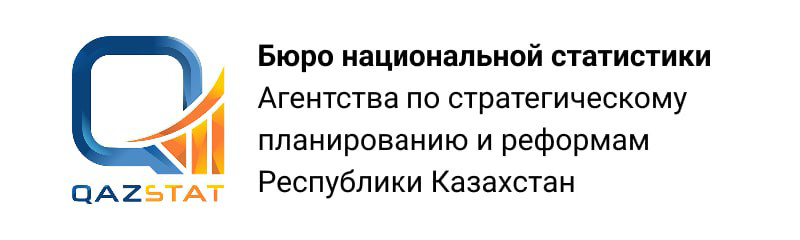 Бюро национальной статистики
Агентства по стратегическому
планированию и реформам
Республики Казахстан
QAZSTAT